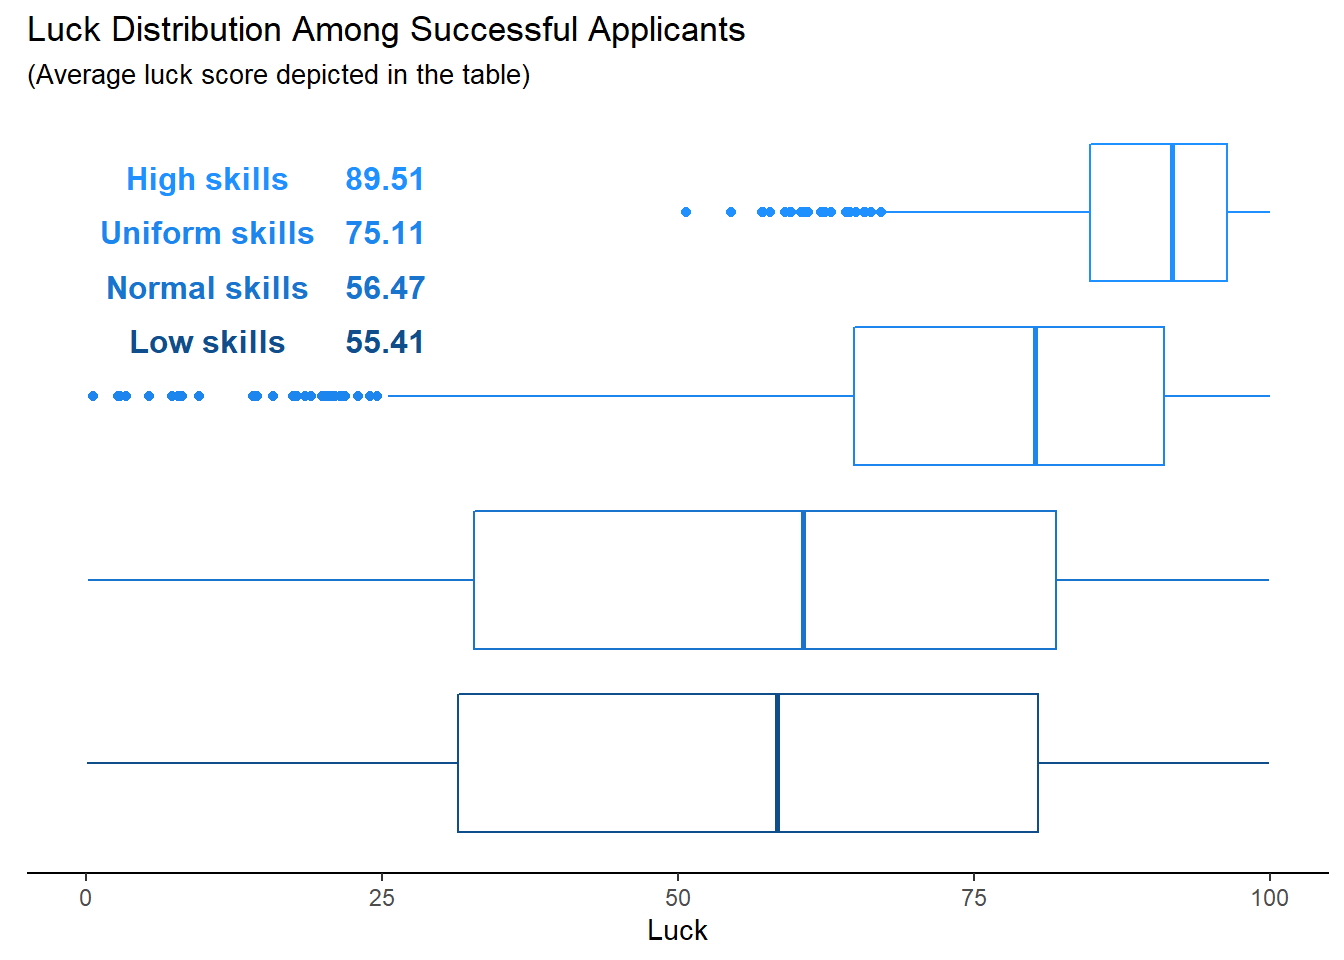 Luck Distribution Among Successful Applicants
(Average luck score depicted in the table)
High skills 89.51
Uniform skills 75.11
Normal skills 56.47
Low skills 55.41
0 25 50 75 100
Luck